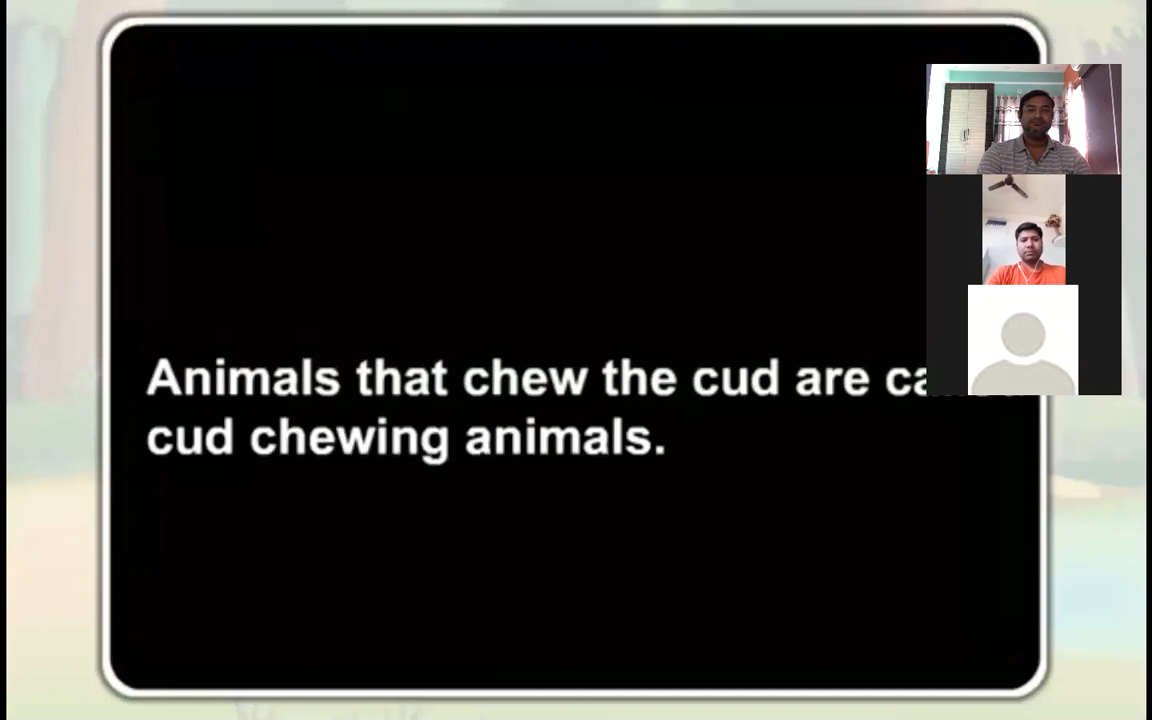 Animals that chew the cud are
cud chewing animals.